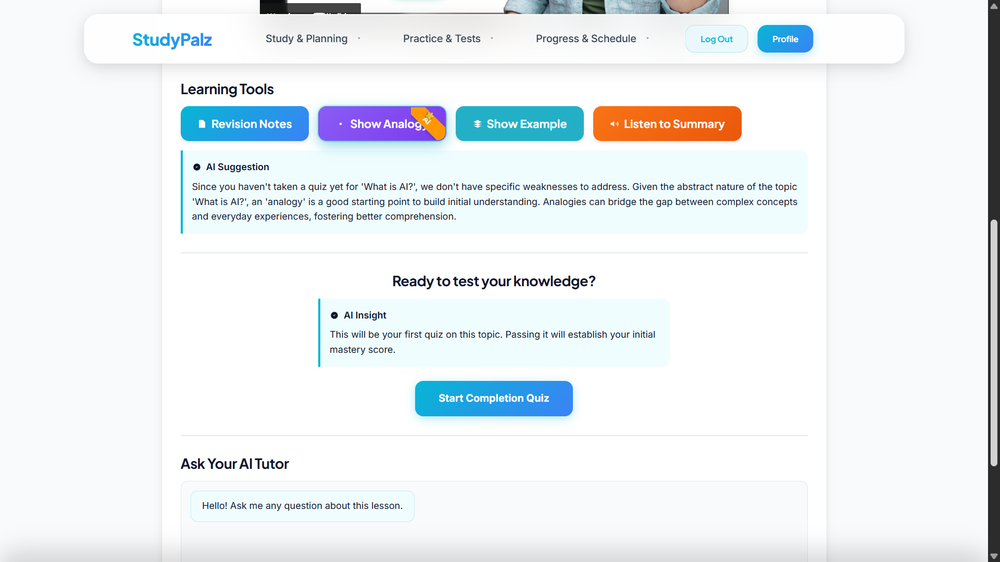 StudyPalz
Study & Planning
Practice & Tests
Progress & Schedule
Log Out
Profile
Learning Tools
Revision Notes
Show Analogy
AI
Show Example
Listen to Summary
AI Suggestion
Since you haven't taken a quiz yet for 'What is AI?', we don't have specific weaknesses to address. Given the abstract nature of the topic
'What is AI?', an 'analogy' is a good starting point to build initial understanding. Analogies can bridge the gap between complex concepts
and everyday experiences, fostering better comprehension.
Ready to test your knowledge?
AI Insight
This will be your first quiz on this topic. Passing it will establish your initial
mastery score.
Start Completion Quiz
Ask Your AI Tutor
Hello! Ask me any question about this lesson.